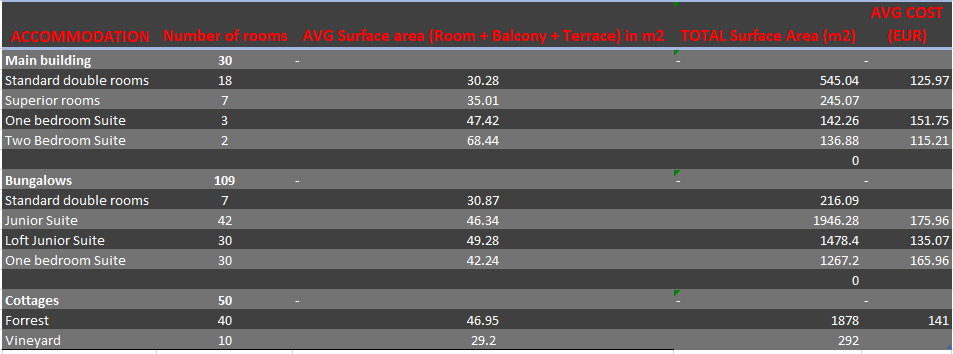 ACCOMMODATION Number of rooms AVG Surface area (Room + Balcony + Terrace) in m2 TOTAL Surface Area (m2) AVG COST (EUR)
Main building 30 - - -
Standard double rooms 18 30.28 545.04 125.97
Superior rooms 7 35.01 245.07
One bedroom Suite 3 47.42 142.26 151.75
Two Bedroom Suite 2 68.44 136.88 115.21
0
Bungalows 109 - - -
Standard double rooms 7 30.87 216.09
Junior Suite 42 46.34 1946.28 175.96
Loft Junior Suite 30 49.28 1478.4 135.07
One bedroom Suite 30 42.24 1267.2 165.96
0
Cottages 50 - - -
Forrest 40 46.95 1878 141
Vineyard 10 29.2 292